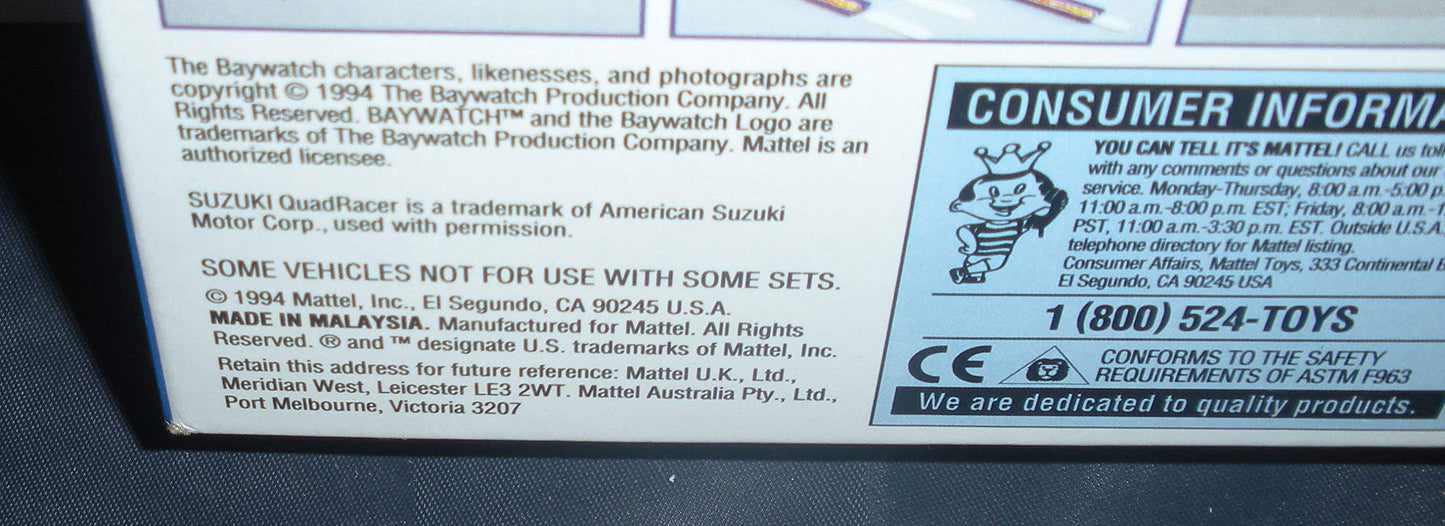 The Baywatch characters, likenesses, and photographs are
copyright © 1994 The Baywatch Production Company. All
Rights Reserved. BAYWATCH™ and the Baywatch Logo are
trademarks of The Baywatch Production Company. Mattel is an
authorized licensee.
SUZUKI QuadRacer is a trademark of American Suzuki
Motor Corp., used with permission.
SOME VEHICLES NOT FOR USE WITH SOME SETS.
© 1994 Mattel, Inc., El Segundo, CA 90245 U.S.A.
MADE IN MALAYSIA. Manufactured for Mattel. All Rights
Reserved. ® and ™ designate U.S. trademarks of Mattel, Inc.
Retain this address for future reference: Mattel U.K., Ltd.,
Meridian West, Leicester LE3 2WT. Mattel Australia Pty., Ltd.,
Port Melbourne, Victoria 3207
CONSUMER INFORMA
YOU CAN TELL IT'S MATTEL! CALL us
with any comments or questions about our
service. Monday-Thursday, 8:00 a.m.-5:00 p.
11:00 a.m.-8:00 p.m. EST; Friday, 8:00 a.m.-1
PST, 11:00 a.m.-3:30 p.m. EST. Outside U.S.A.
telephone directory for Mattel listing.
Consumer Affairs, Mattel Toys, 333 Continental
El Segundo, CA 90245 USA
1 (800) 524-TOYS
CE
CONFORMS TO THE SAFETY
REQUIREMENTS OF ASTM F963
We are dedicated to quality products.